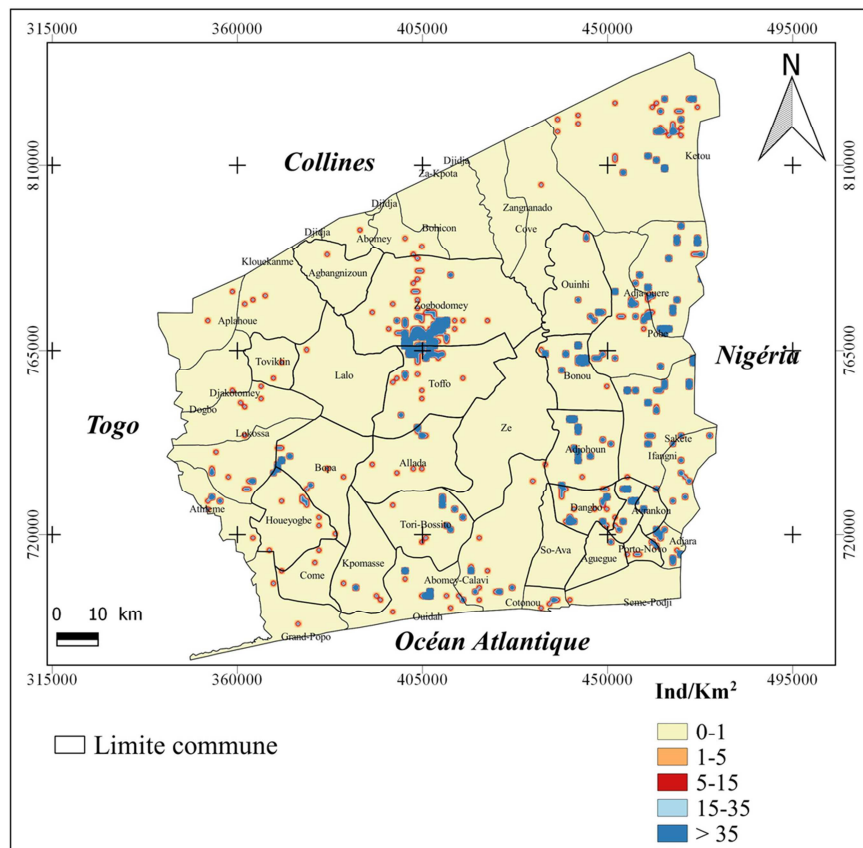 315000 360000 405000 450000 495000
N
810000 810000
Collines
Djidja
Za-Kpota
Ketou
Djidja
Zangnanado
Bohicon
Cove
Djidja
Abomey
Klouekanme
Agbangnizoun
Ouinhi
Adja-ouere
Zogbodomey
Aplahoue
Pobe
765000 765000
Nigéria
Toviklin
Lalo
Bonou
Toffo
Djakotomey
Dogbo
Togo
Ze
Lokossa
Adjohoun
Sakete
Ifangni
Bopa
Allada
Athieme
Dangbo
Avrankou
Houeyogbe
Tori-Bossito
720000 720000
Adjara
So-Ava
Porto-Novo
Aguegue
Kpomasse
Come
Abomey-Calavi
Cotonou
Seme-Podji
0 10 km
Ouidah
Grand-Popo
Océan Atlantique
315000 360000 405000 450000 495000
Ind/Km²
Limite commune
0-1
1-5
5-15
15-35
> 35